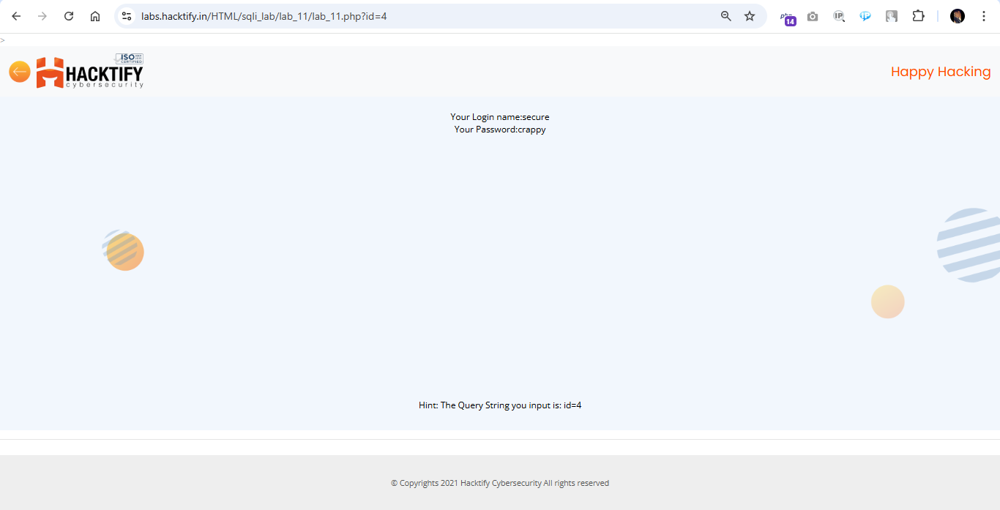 labs.hacktify.in/HTML/sqli_lab/lab_11/lab_11.php?id=4
14
IP
>
ISO
CERTIFIED
HACKTIFY
cybersecurity
Happy Hacking
Your Login name:secure
Your Password:crappy
Hint: The Query String you input is: id=4
© Copyrights 2021 Hacktify Cybersecurity All rights reserved